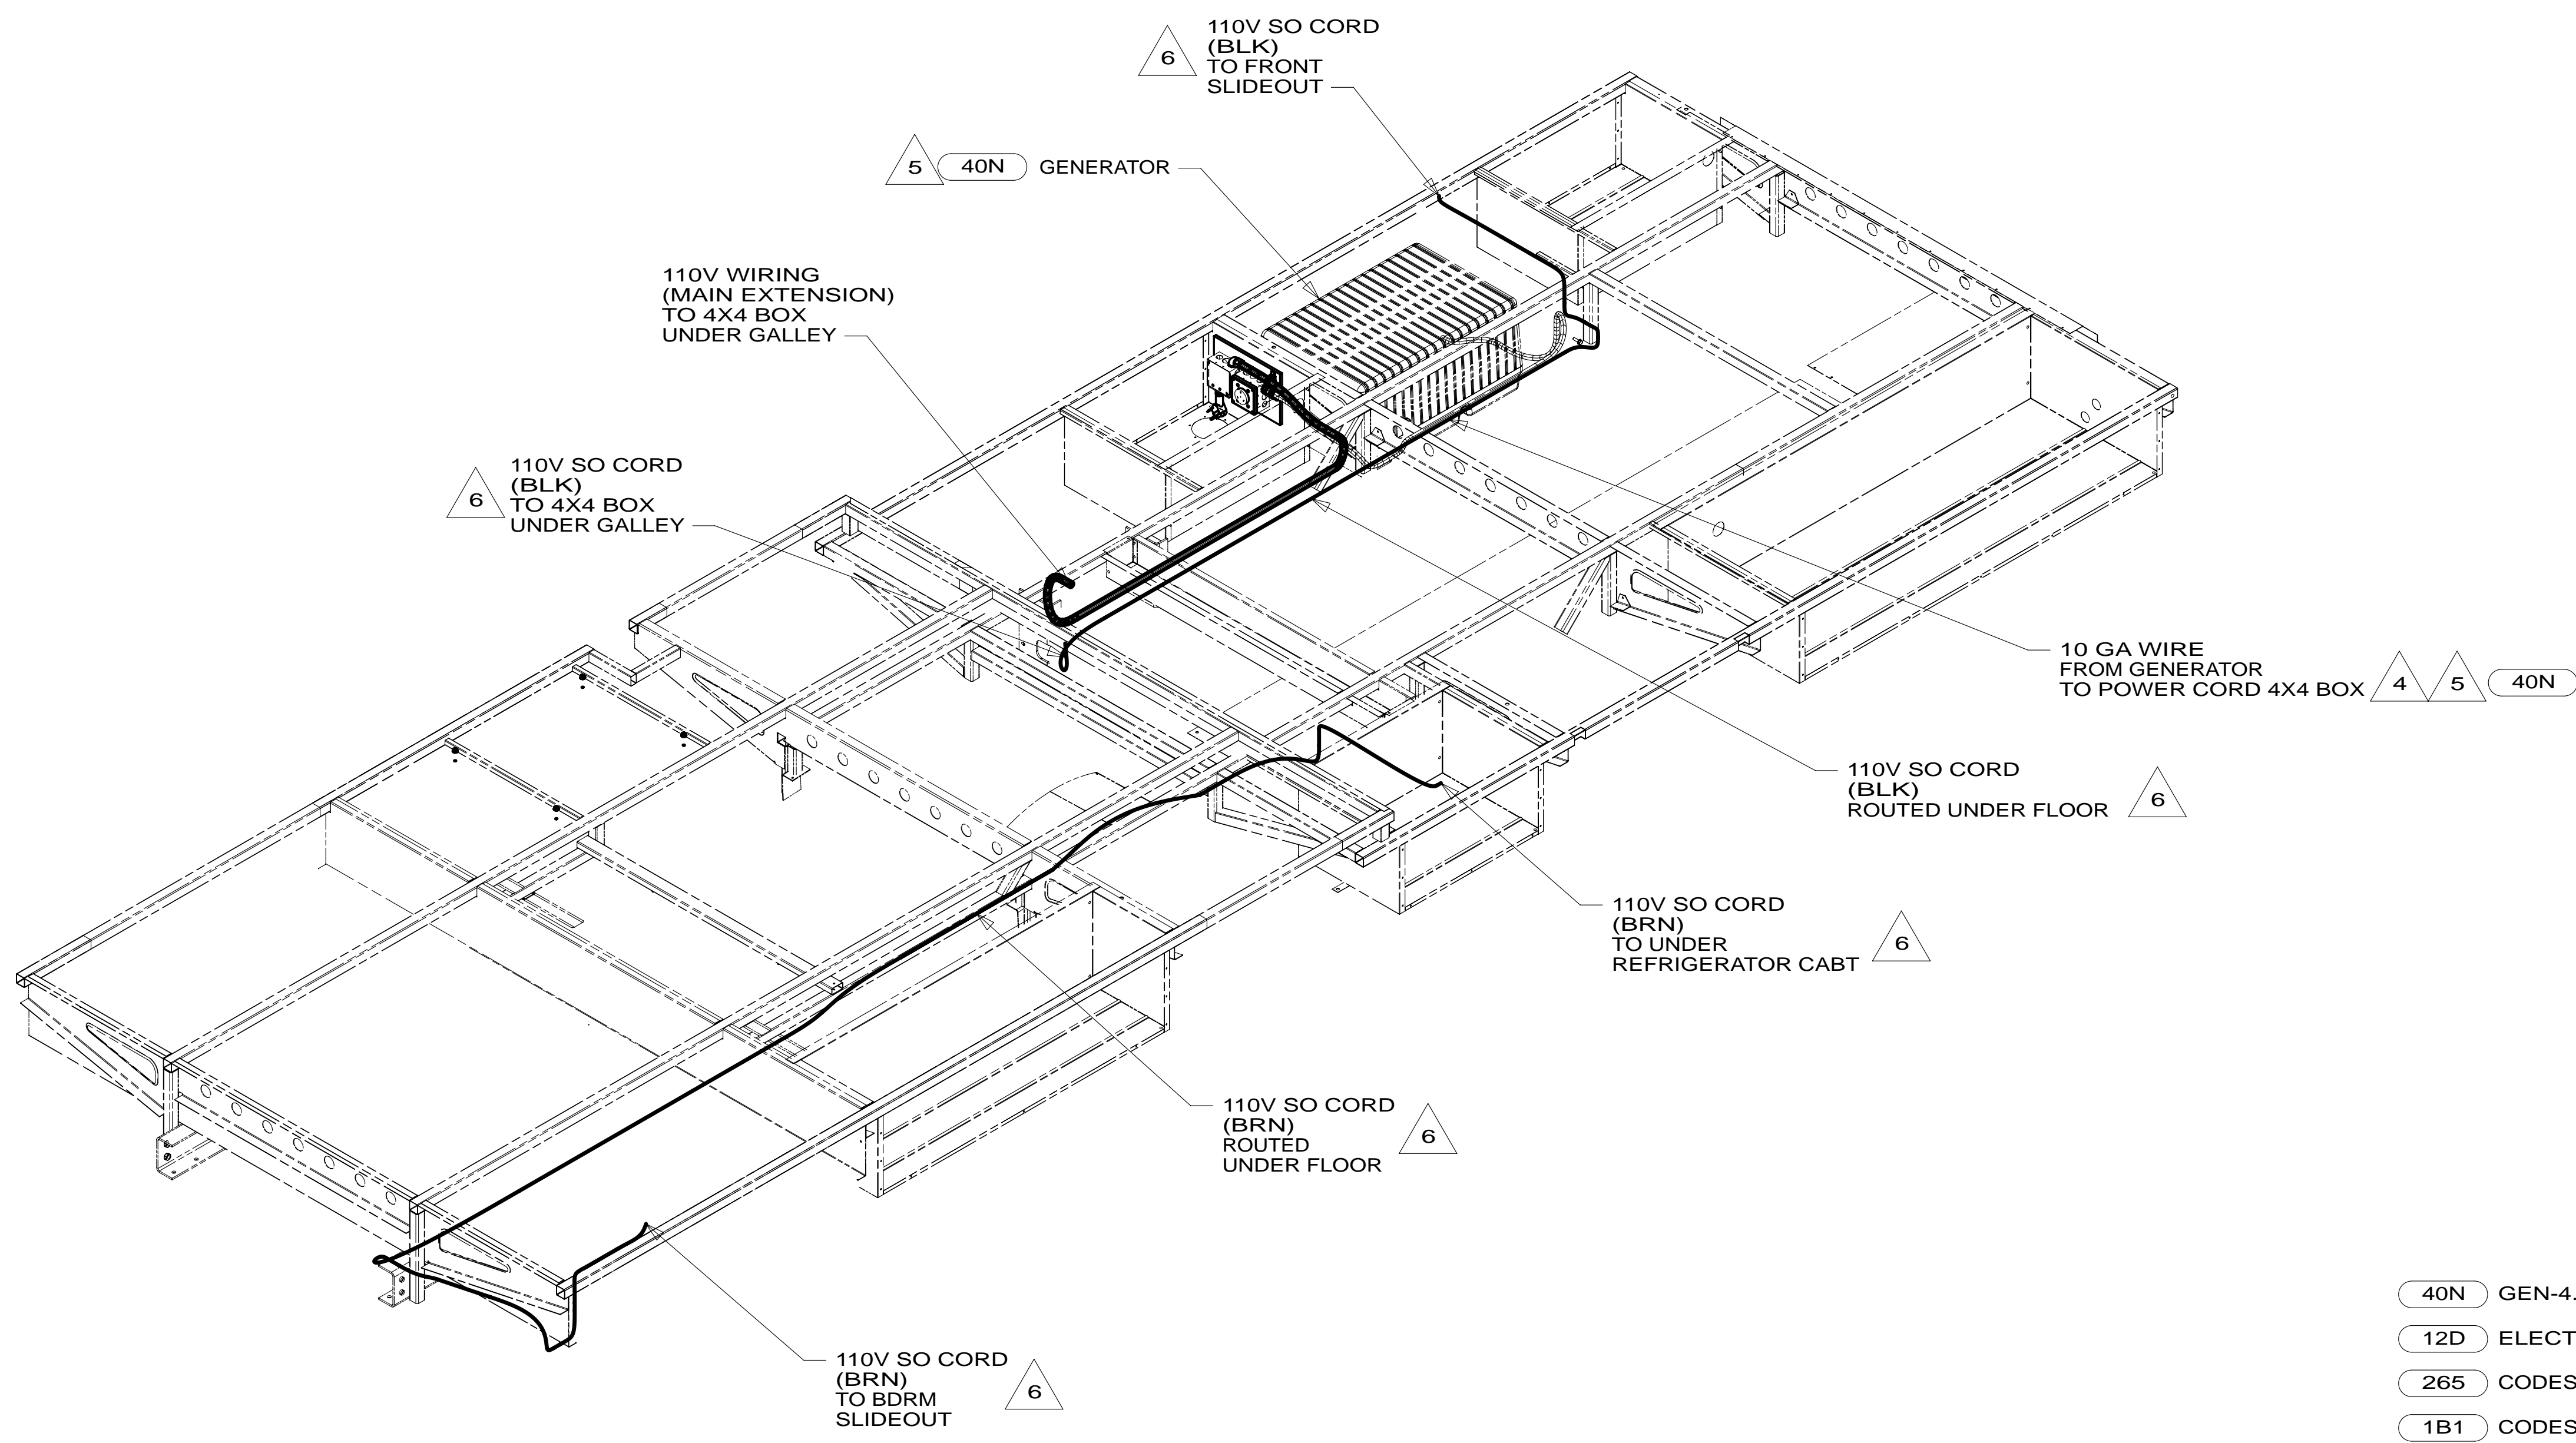 110V SO CORD
(BLK)
TO FRONT
SLIDEOUT
6
5
40N
GENERATOR
110V WIRING
(MAIN EXTENSION)
TO 4X4 BOX
UNDER GALLEY
6
110V SO CORD
(BLK)
TO 4X4 BOX
UNDER GALLEY
10 GA WIRE
FROM GENERATOR
TO POWER CORD 4X4 BOX
4
5
40N
110V SO CORD
(BLK)
ROUTED UNDER FLOOR
6
110V SO CORD
(BRN)
TO UNDER
REFRIGERATOR CABT
6
110V SO CORD
(BRN)
ROUTED
UNDER FLOOR
6
110V SO CORD
(BRN)
TO BDRM
SLIDEOUT
6
40N GEN-4.
12D ELECT
265 CODES
1B1 CODES